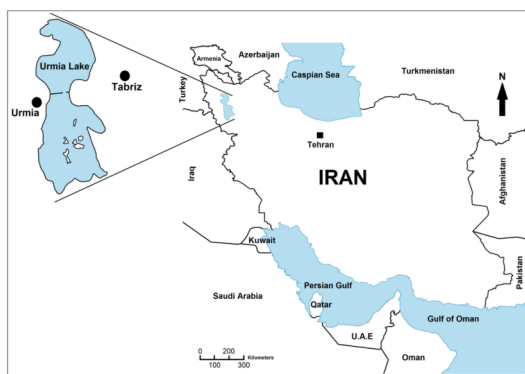 Urmia Lake
Tabriz
Urmia
Armenia
Azerbaijan
Caspian Sea
Turkmenistan
N
Turkey
Tehran
IRAN
Iraq
Afghanistan
Kuwait
Pakistan
Persian Gulf
Saudi Arabia
Qatar
Gulf of Oman
U.A.E
Oman
0 200
100 300
Kilometers